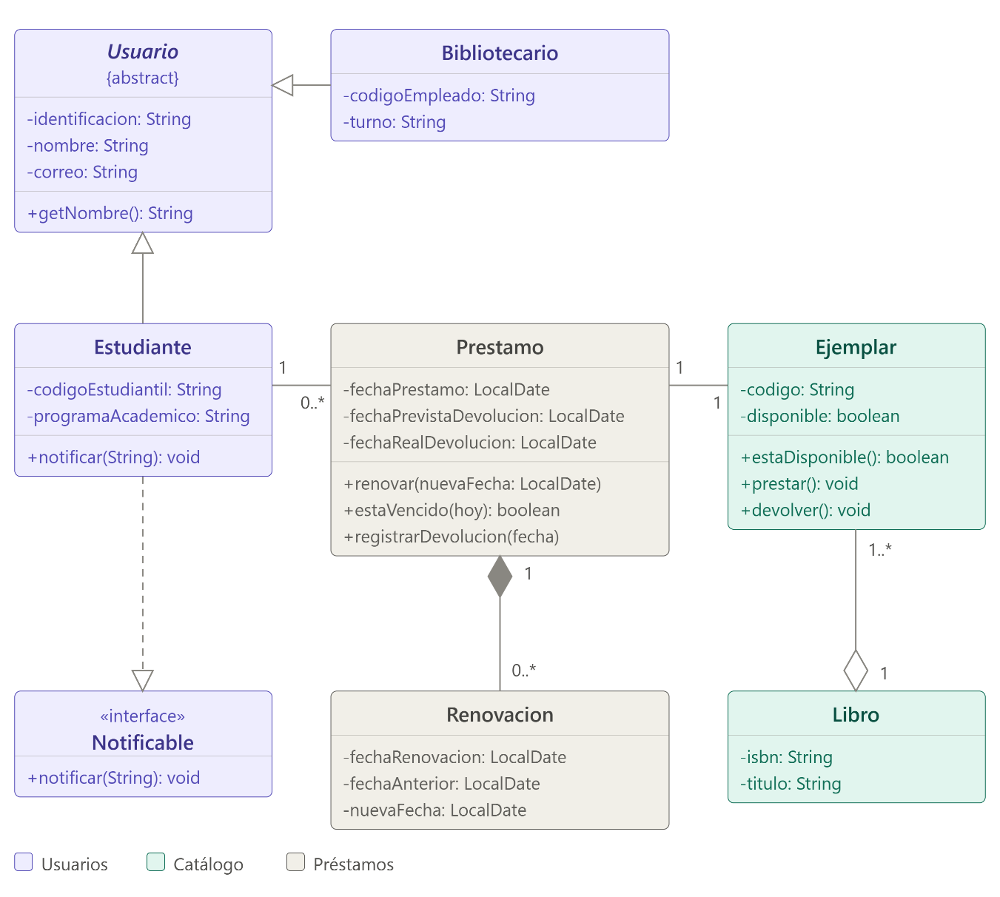 Usuario
{abstract}
-identificacion: String
-nombre: String
-correo: String
+getNombre(): String
Bibliotecario
-codigoEmpleado: String
-turno: String
Estudiante
-codigoEstudiantil: String
-programaAcademico: String
+notificar(String): void
1
0..*
Prestamo
-fechaPrestamo: LocalDate
-fechaPrevistaDevolucion: LocalDate
-fechaRealDevolucion: LocalDate
+renovar(nuevaFecha: LocalDate)
+estaVencido(hoy): boolean
+registrarDevolucion(fecha)
1
1
Ejemplar
-codigo: String
-disponible: boolean
+estaDisponible(): boolean
+prestar(): void
+devolver(): void
1
0..*
1..*
1
«interface»
Notificable
+notificar(String): void
Renovacion
-fechaRenovacion: LocalDate
-fechaAnterior: LocalDate
-nuevaFecha: LocalDate
Libro
-isbn: String
-titulo: String
Usuarios
Catálogo
Préstamos